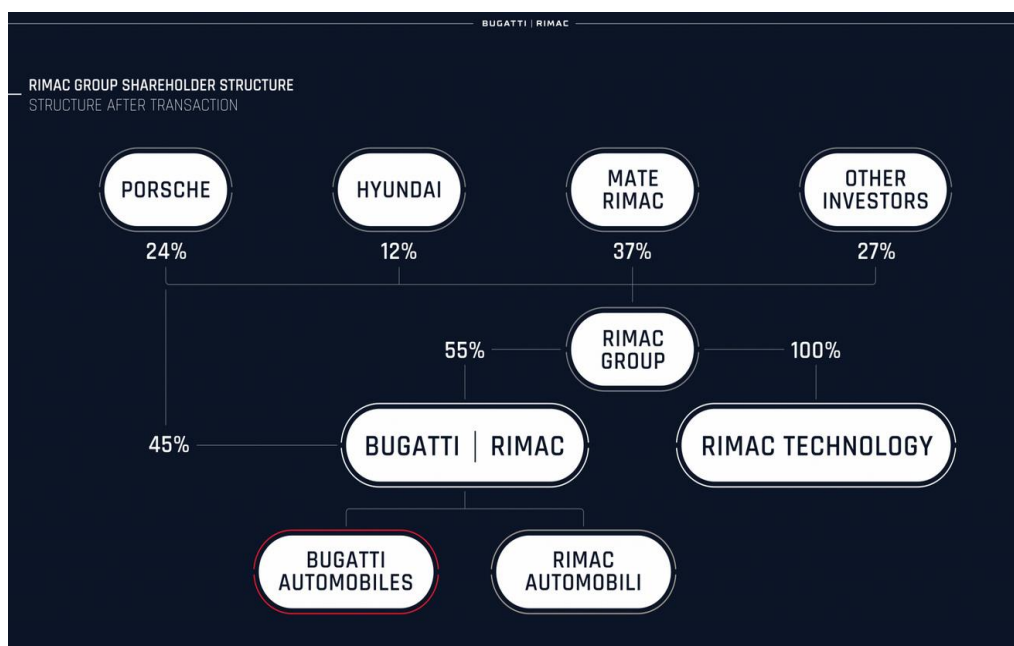 BUGATTI | RIMAC
RIMAC GROUP SHAREHOLDER STRUCTURE
STRUCTURE AFTER TRANSACTION
PORSCHE
HYUNDAI
MATE
RIMAC
OTHER
INVESTORS
24%
12%
37%
27%
RIMAC
GROUP
55%
100%
45%
BUGATTI | RIMAC
RIMAC TECHNOLOGY
BUGATTI
AUTOMOBILES
RIMAC
AUTOMOBILI